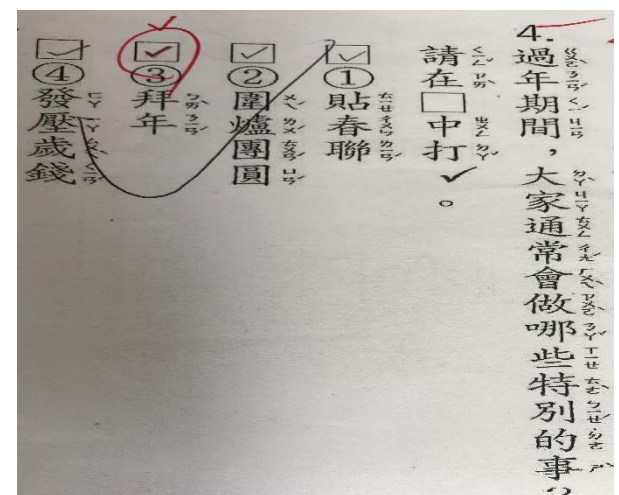 4.過年期間，大家通常會做哪些特別的事？
請在□中打✓。
☑①貼春聯
☑②圍爐團圓
☑③拜年
☑④發壓歲錢